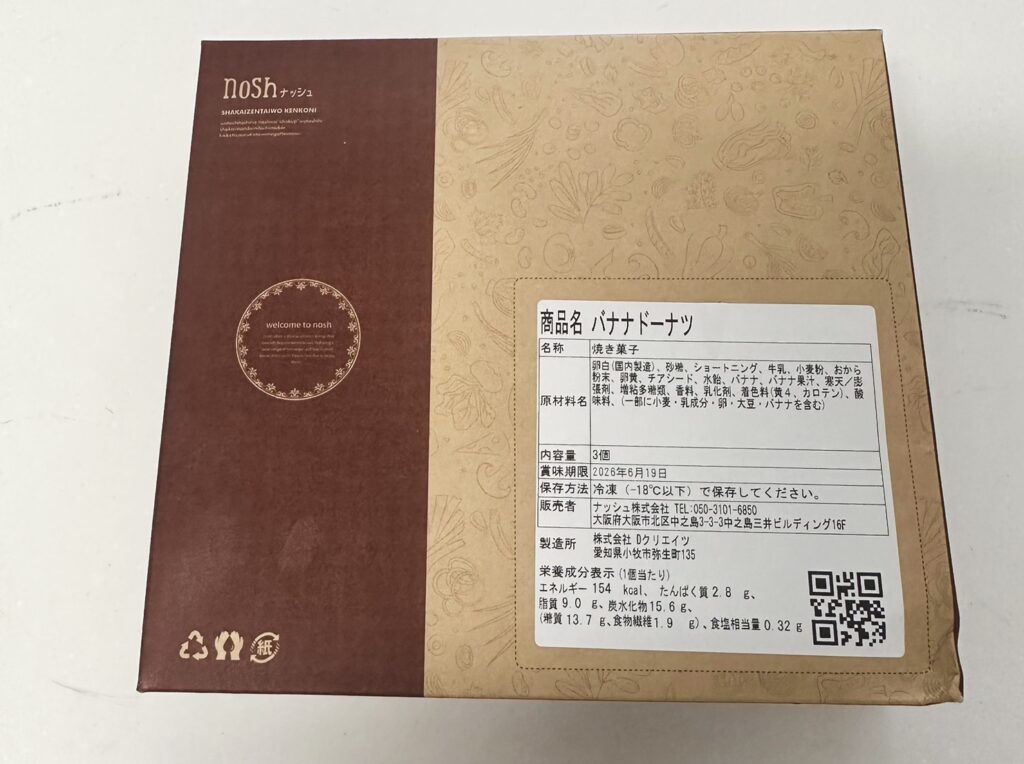 nosh ナッシュ
SHAKAIZENTAIWO KENKONI
welcome to nosh
紙
商品名 バナナドーナツ
名称 焼き菓子
原材料名
卵白(国内製造)、砂糖、ショートニング、牛乳、小麦粉、おから
粉末、卵黄、チアシード、水飴、バナナ、バナナ果汁、寒天／膨
張剤、増粘多糖類、香料、乳化剤、着色料(黄４、カロテン)、酸
味料、(一部に小麦・乳成分・卵・大豆・バナナを含む)
内容量 3個
賞味期限 2026年6月19日
保存方法 冷凍（-18℃以下）で保存してください。
販売者 ナッシュ株式会社 TEL:050-3101-6850
大阪府大阪市北区中之島3-3-3中之島三井ビルディング16F
製造所 株式会社 Dクリエイツ
愛知県小牧市弥生町135
栄養成分表示(1個当たり)
エネルギー 154 kcal、たんぱく質 2.8 g、
脂質 9.0 g、炭水化物 15.6 g、
(糖質 13.7 g、食物繊維 1.9 g)、食塩相当量 0.32 g